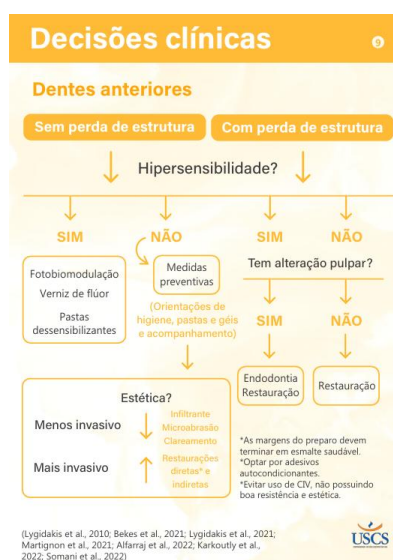 Decisões clínicas
9
Dentes anteriores
Sem perda de estrutura
Com perda de estrutura
Hipersensibilidade?
SIM
NÃO
SIM
NÃO
Fotobiomodulação
Verniz de flúor
Pastas
dessensibilizantes
Medidas
preventivas
(Orientações de
higiene, pastas e géis
e acompanhamento)
Tem alteração pulpar?
SIM
NÃO
Endodontia
Restauração
Restauração
Estética?
Menos invasivo
Infiltrante
Microabrasão
Clareamento
Mais invasivo
Restaurações
diretas* e
indiretas
*As margens do preparo devem
terminar em esmalte saudável.
*Optar por adesivos
autocondicionantes.
*Evitar uso de CIV, não possuindo
boa resistência e estética.
(Lygidakis et al., 2010; Bekes et al., 2021; Lygidakis et al., 2021;
Martignon et al., 2021; Alfarraj et al., 2022; Karkoutly et al.,
2022; Somani et al., 2022)
USCS